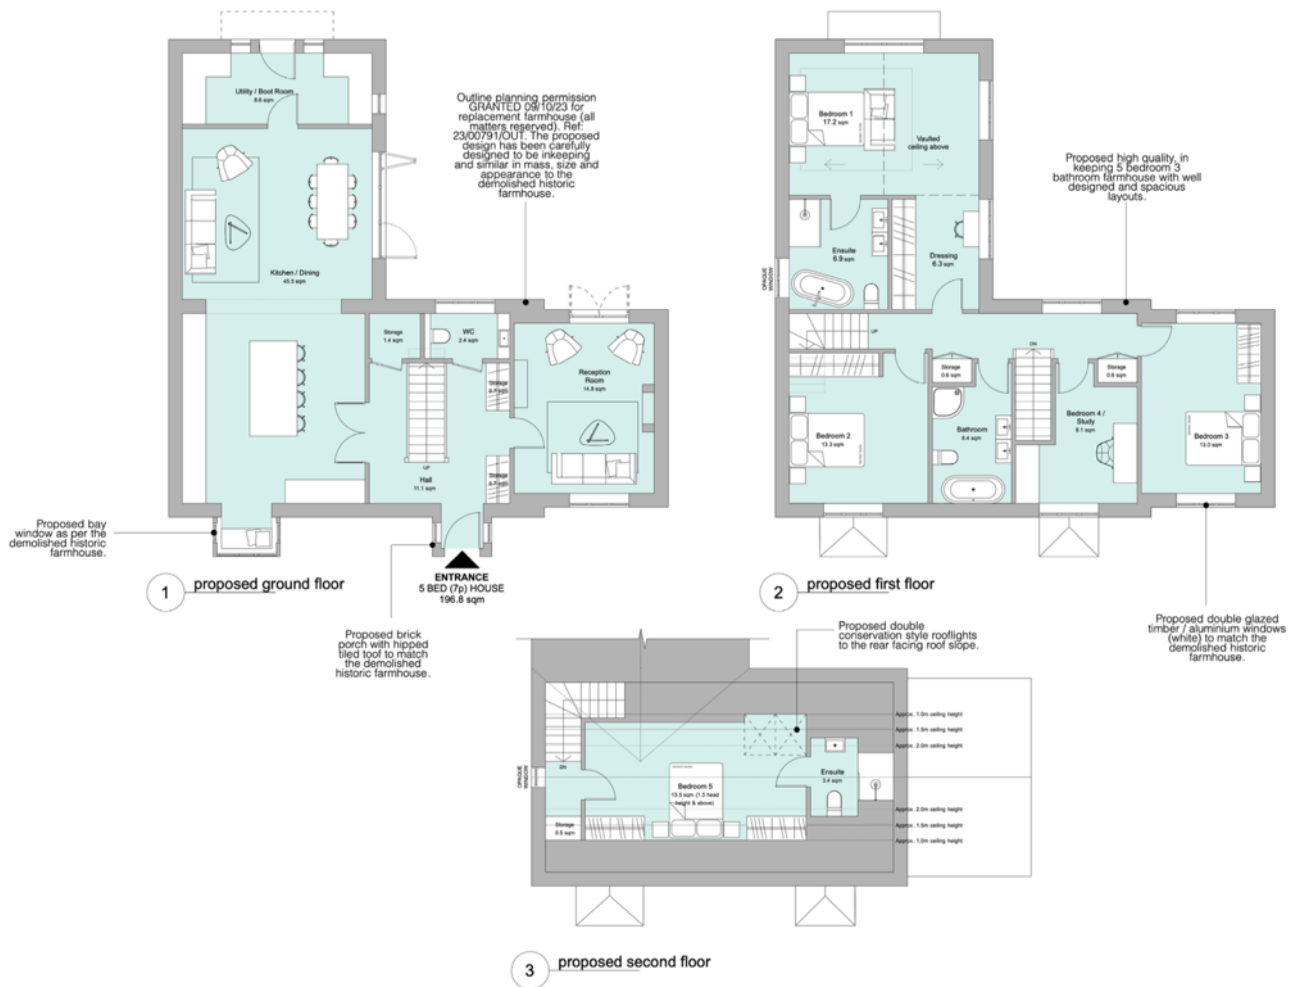 Utility / Boot Room
8.8 sqm
Kitchen / Dining
45.5 sqm
Storage
1.4 sqm
WC
2.4 sqm
Storage
Reception
Room
14.8 sqm
UP
Hall
11.1 sqm
Storage
Outline planning permission
GRANTED 09/10/23 for
replacement farmhouse (all
matters reserved). Ref:
23/00791/OUT. The proposed
design has been carefully
designed to be inkeeping
and similar in mass, size and
appearance to the
demolished historic
farmhouse.
Proposed bay
window as per the
demolished historic
farmhouse.
1
proposed ground floor
ENTRANCE
5 BED (7p) HOUSE
196.8 sqm
Proposed brick
porch with hipped
tiled toof to match
the demolished
historic farmhouse.
Bedroom 1
17.2 sqm
Vaulted
ceiling above
Ensuite
6.9 sqm
Dressing
6.3 sqm
OPAQUE
WINDOW
UP
DN
Storage
0.6 sqm
Storage
0.6 sqm
Bedroom 2
13.3 sqm
Bathroom
8.4 sqm
Bedroom 4 /
Study
8.1 sqm
Bedroom 3
13.0 sqm
Proposed high quality, in
keeping 5 bedroom 3
bathroom farmhouse with well
designed and spacious
layouts.
2
proposed first floor
Proposed double glazed
timber / aluminium windows
(white) to match the
demolished historic
farmhouse.
Proposed double
conservation style rooflights
to the rear facing roof slope.
Approx. 1.0m ceiling height
Approx. 1.5m ceiling height
Approx. 2.0m ceiling height
OPAQUE
WINDOW
DN
Bedroom 5
13.5 sqm (1.5 head
height & above)
Ensuite
3.4 sqm
Storage
0.5 sqm
Approx. 2.0m ceiling height
Approx. 1.5m ceiling height
Approx. 1.0m ceiling height
3
proposed second floor